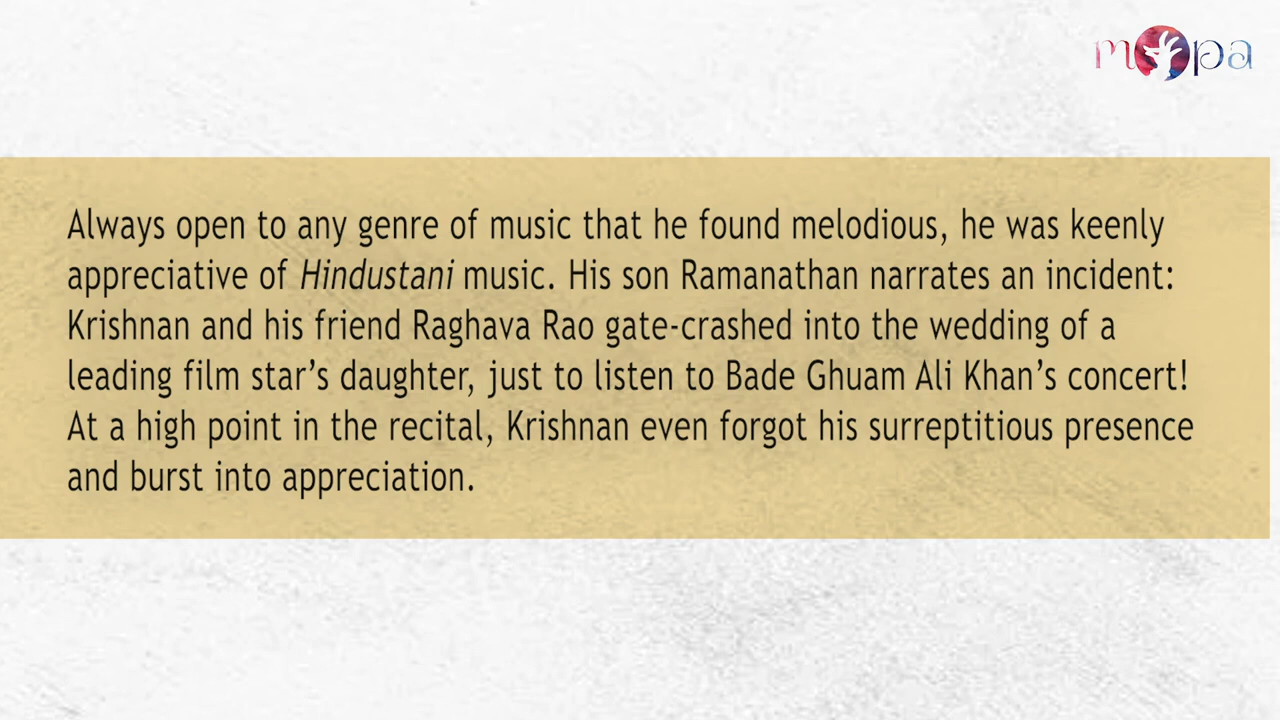 mopa
Always open to any genre of music that he found melodious, he was keenly
appreciative of Hindustani music. His son Ramanathan narrates an incident:
Krishnan and his friend Raghava Rao gate-crashed into the wedding of a
leading film star’s daughter, just to listen to Bade Ghuam Ali Khan’s concert!
At a high point in the recital, Krishnan even forgot his surreptitious presence
and burst into appreciation.